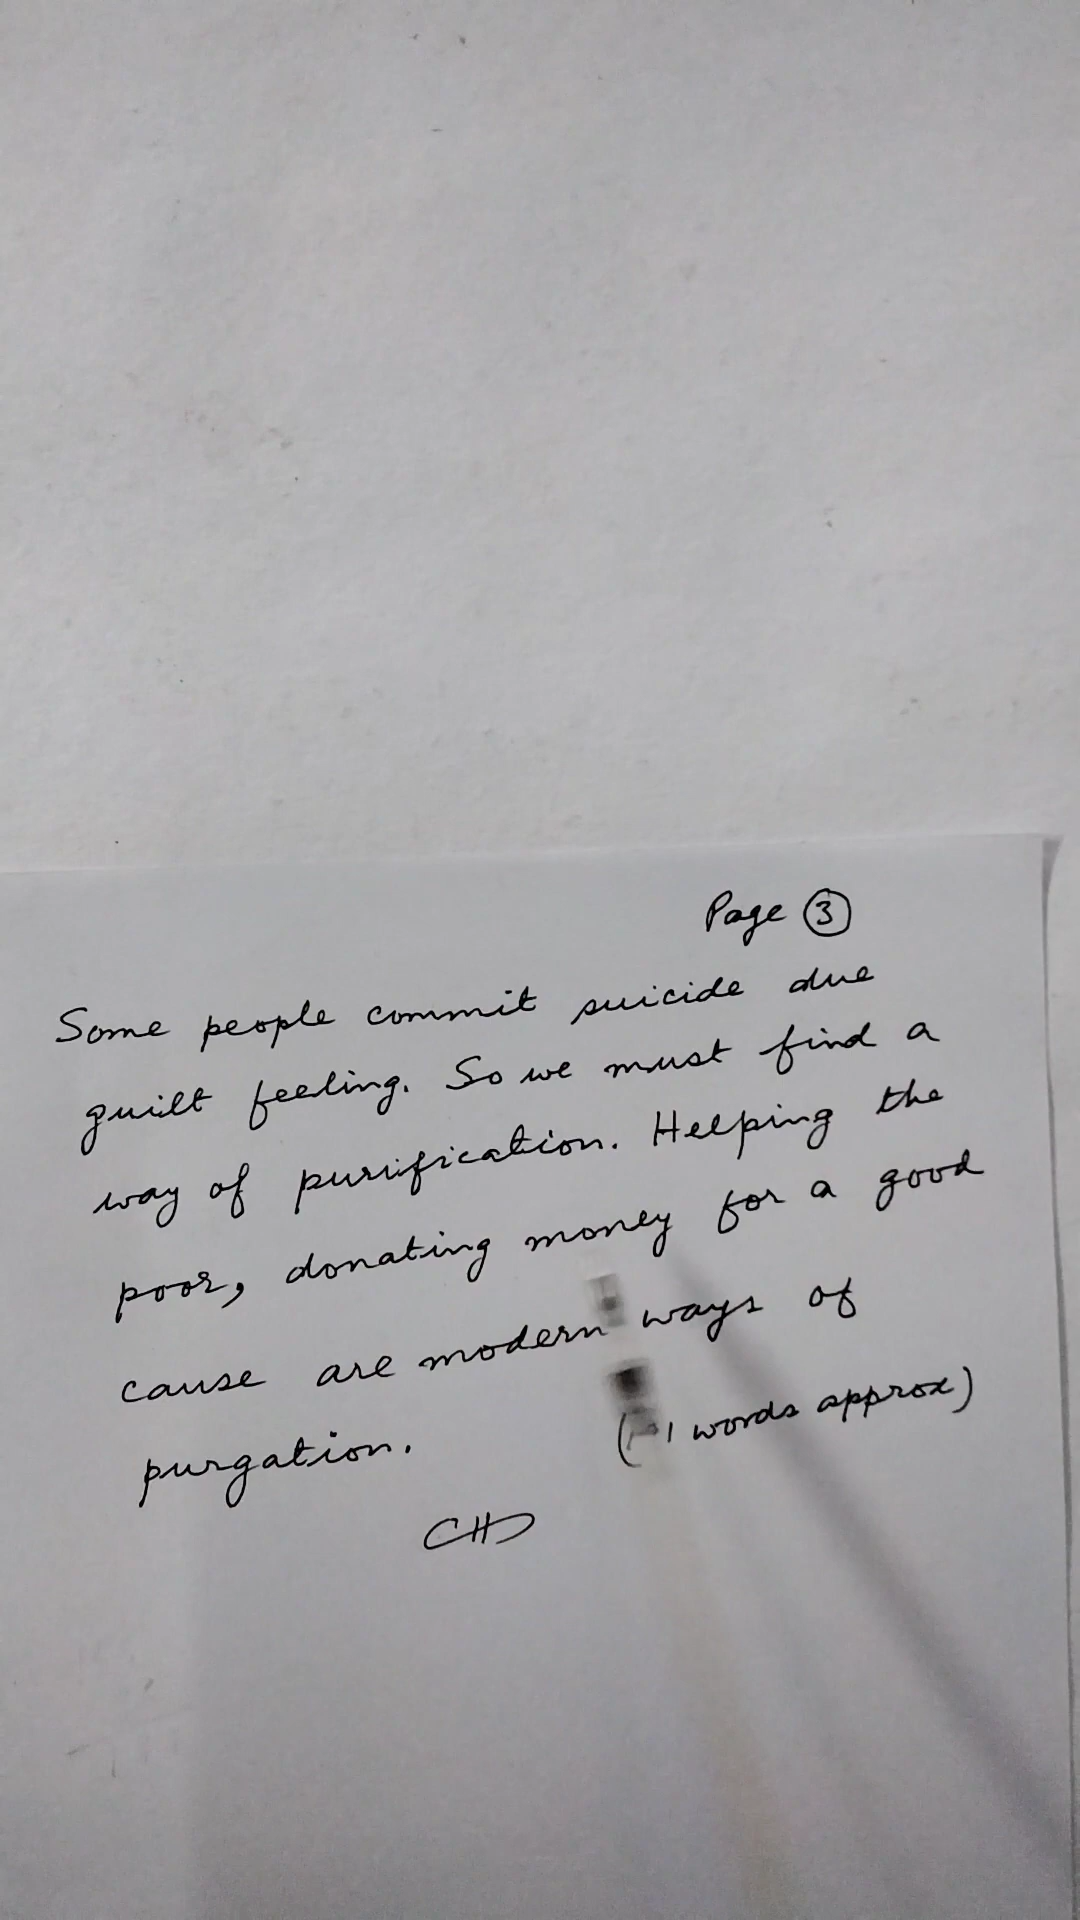 Page 3
Some people commit suicide due
guilt feeling. So we must find a
way of purification. Helping the
poor, donating money for a good
cause are modern ways of
purgation.
words approx)